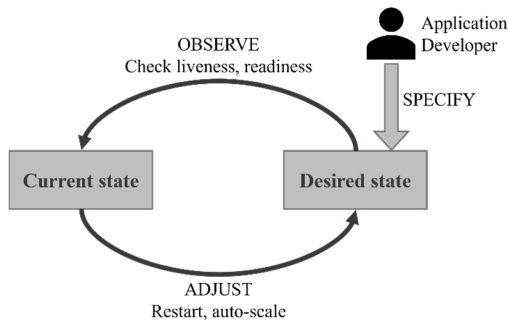 Application
Developer
OBSERVE
Check liveness, readiness
SPECIFY
Current state
Desired state
ADJUST
Restart, auto-scale